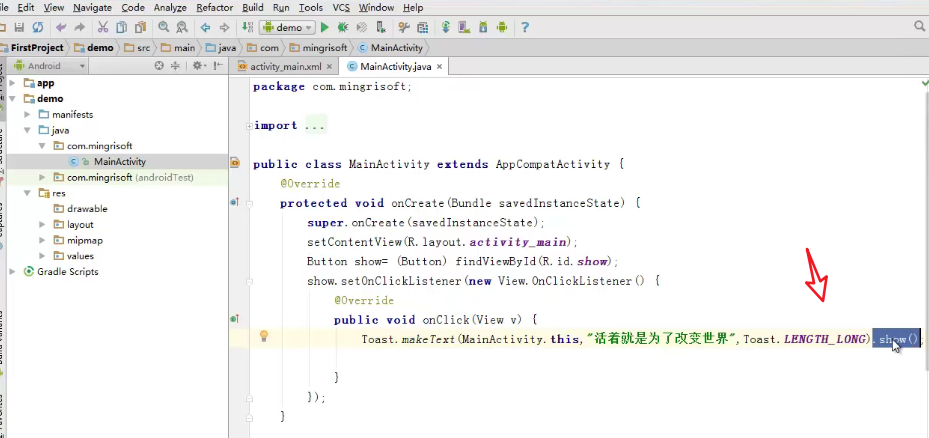 File Edit View Navigate Code Analyze Refactor Build Run Tools VCS Window Help
demo
FirstProject demo src main java com mingrisoft MainActivity
Android
activity_main.xml MainActivity.java
app
demo
manifests
java
com.mingrisoft
MainActivity
com.mingrisoft (androidTest)
res
drawable
layout
mipmap
values
Gradle Scripts
package com.mingrisoft;
import ...
public class MainActivity extends AppCompatActivity {
@Override
protected void onCreate(Bundle savedInstanceState) {
super.onCreate(savedInstanceState);
setContentView(R.layout.activity_main);
Button show= (Button) findViewById(R.id.show);
show.setOnClickListener(new View.OnClickListener() {
@Override
public void onClick(View v) {
Toast.makeText(MainActivity.this,"活着就是为了改变世界",Toast.LENGTH_LONG).show();
}
});
}